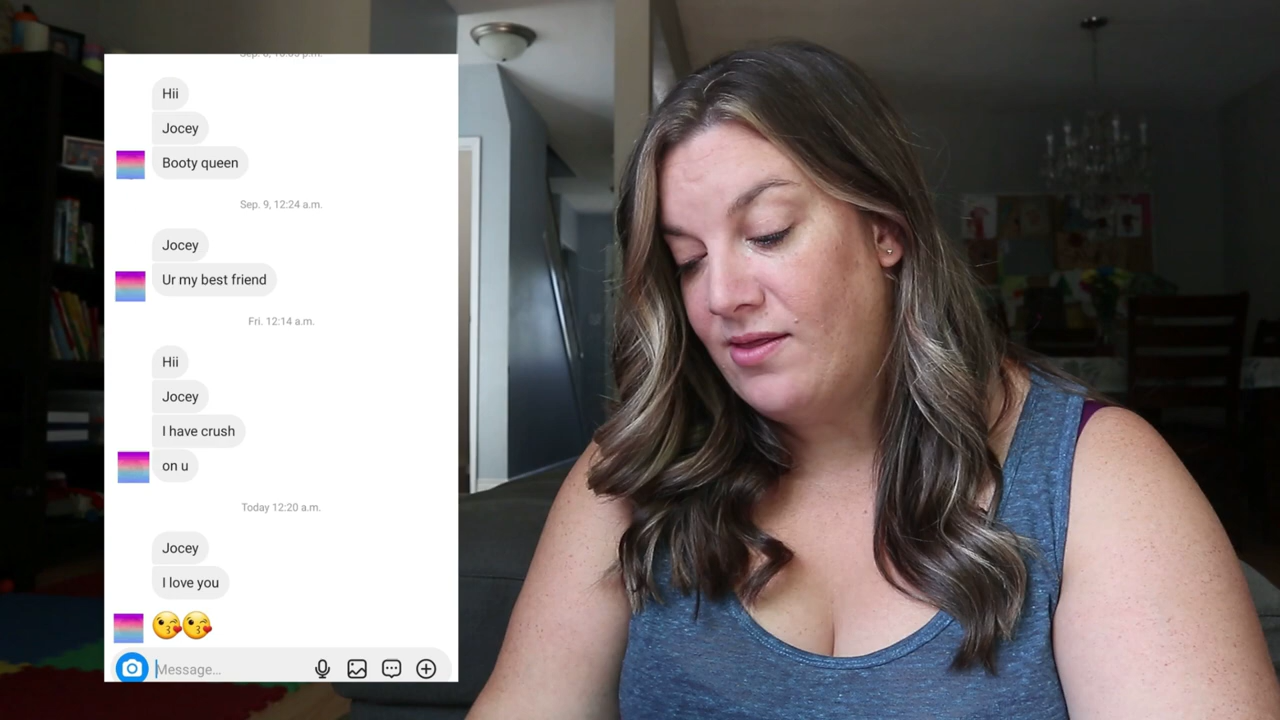 Hii
Jocey
Booty queen
Sep. 9, 12:24 a.m.
Jocey
Ur my best friend
Fri. 12:14 a.m.
Hii
Jocey
I have crush
on u
Today 12:20 a.m.
Jocey
I love you
Message...